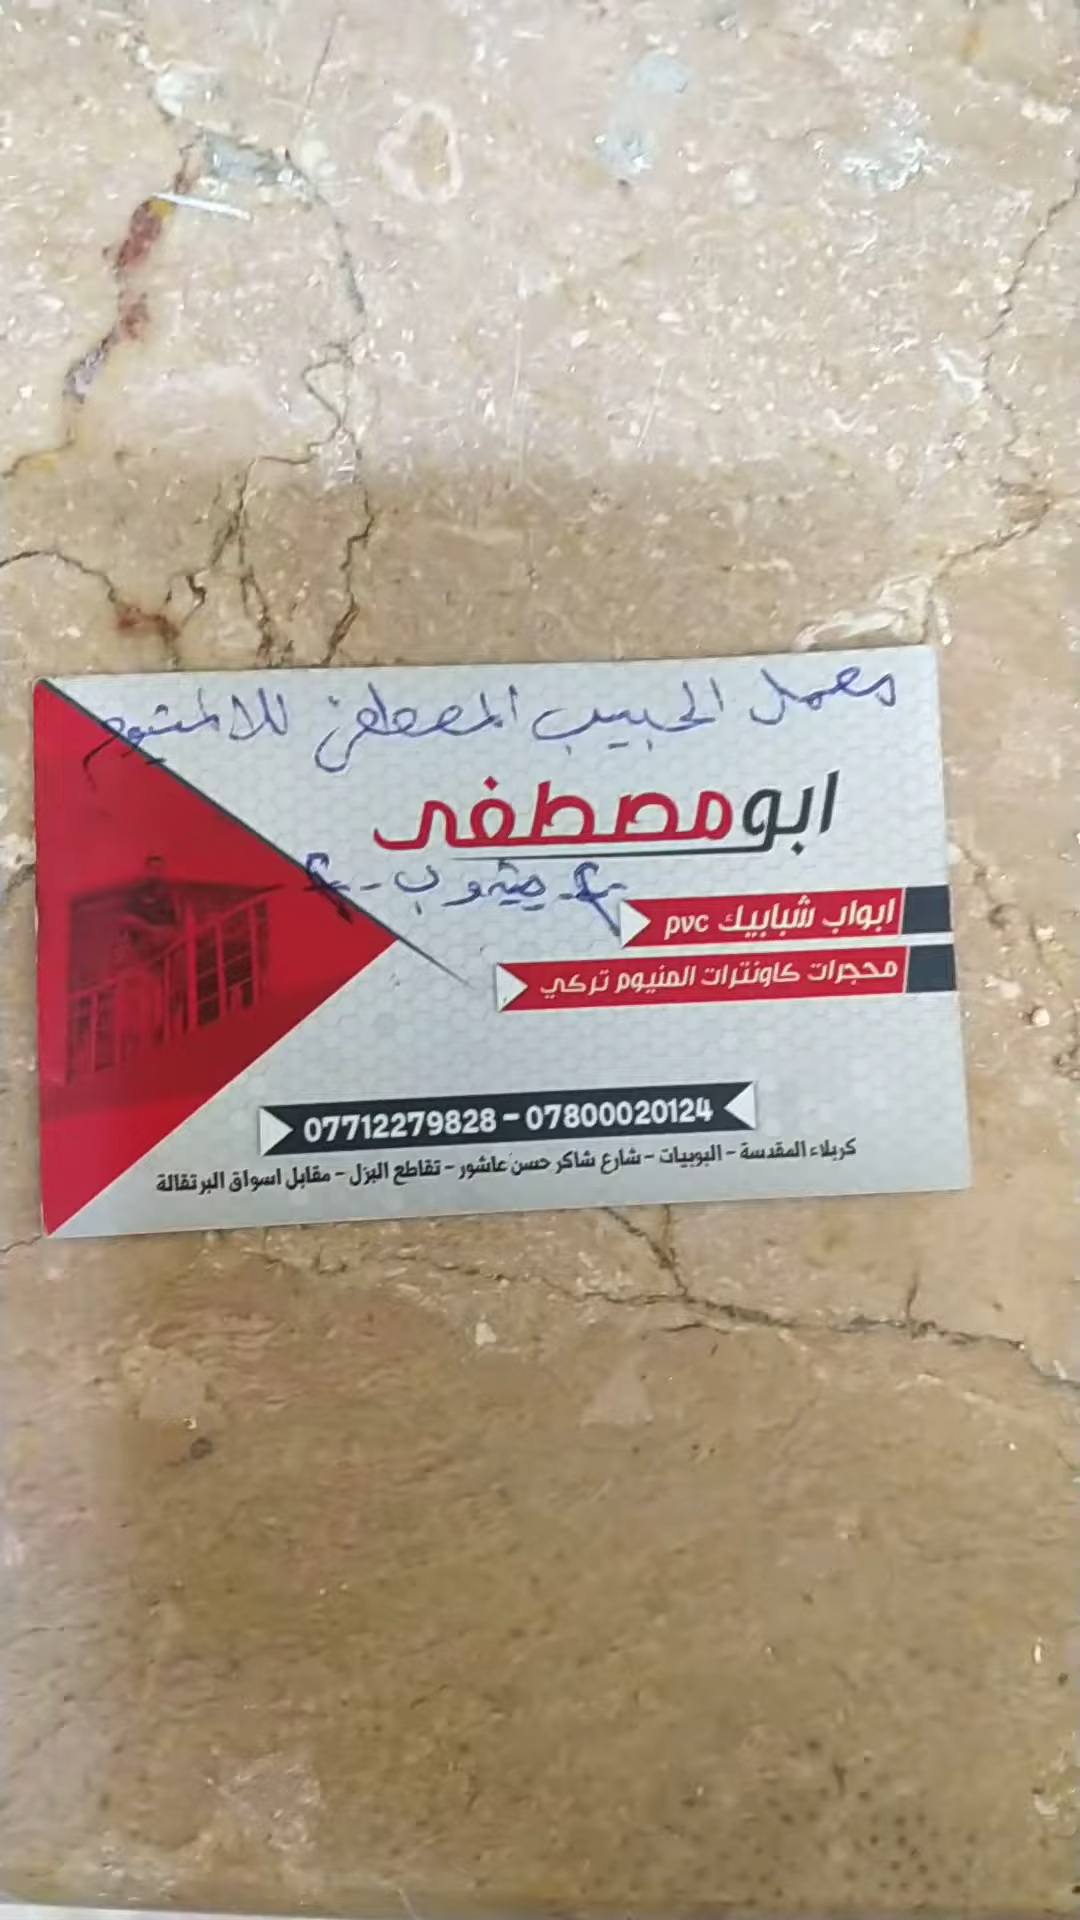 معمل الحبيب المصطفى للالمنيوم
ابو مصطفى
ابواب شبابيك pvc
محجرات كاونترات المنيوم تركي
07712279828 - 07800020124
كربلاء المقدسة - البوبيات - شارع شاكر حسن عاشور - تقاطع البزل - مقابل اسواق البرتقالة